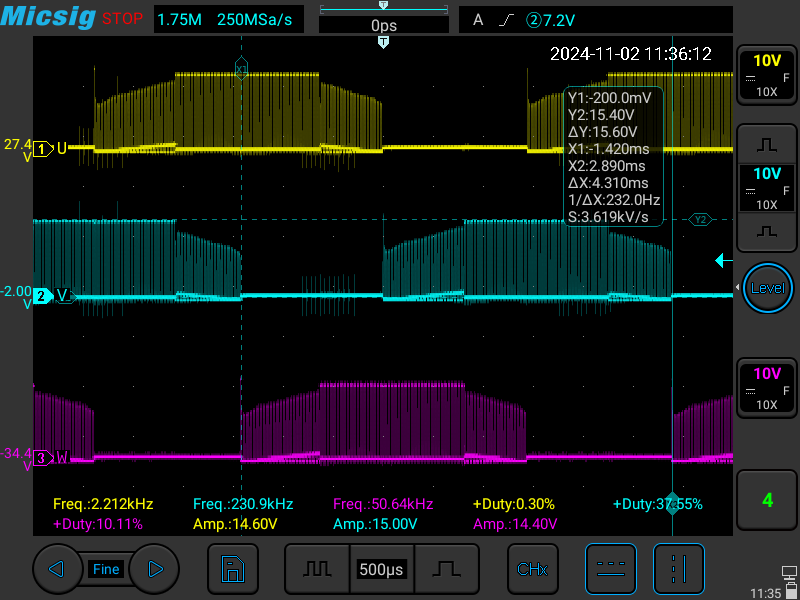 Micsig STOP 1.75M 250MSa/s 0ps A ②7.2V
T
2024-11-02 11:36:12
10V
F
10X
X1
Y1:-200.0mV
Y2:15.40V
ΔY:15.60V
X1:-1.420ms
X2:2.890ms
ΔX:4.310ms
1/ΔX:232.0Hz
S:3.619kV/s
27.4
V
1 U
10V
F
10X
Y2
-2.00
V
2 V
Level
10V
F
10X
-34.4
V
3 W
Freq.:2.212kHz Freq.:230.9kHz Freq.:50.64kHz +Duty:0.30% +Duty:37.55%
+Duty:10.11% Amp.:14.60V Amp.:15.00V Amp.:14.40V
4
Fine 500μs CHx
11:35